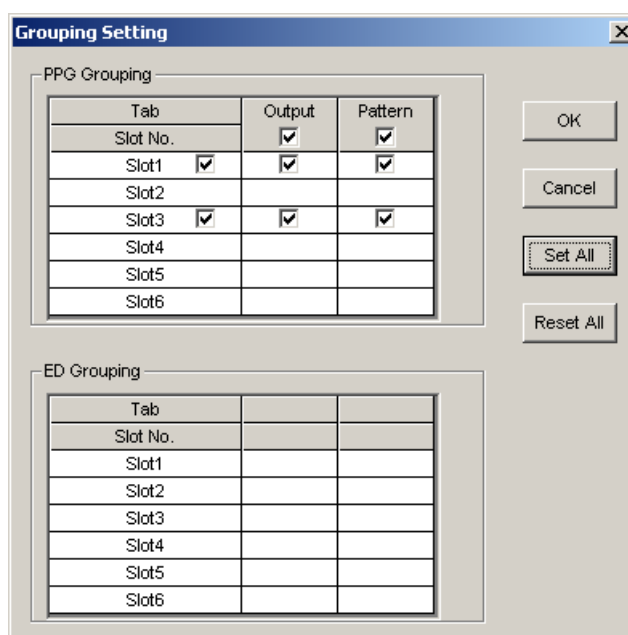 Grouping Setting
PPG Grouping
Tab Output Pattern
Slot No.
Slot1
Slot2
Slot3
Slot4
Slot5
Slot6
OK
Cancel
Set All
Reset All
ED Grouping
Tab
Slot No.
Slot1
Slot2
Slot3
Slot4
Slot5
Slot6